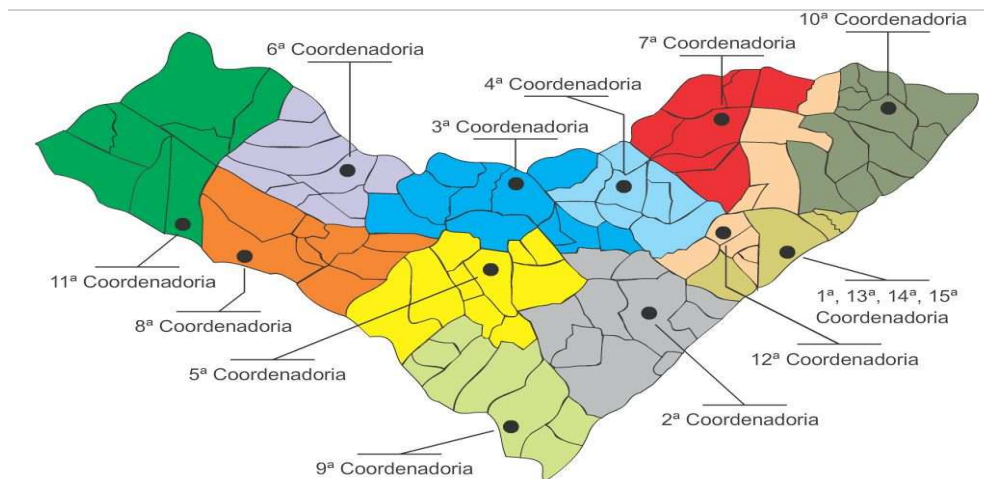 10ª Coordenadoria
7ª Coordenadoria
6ª Coordenadoria
4ª Coordenadoria
3ª Coordenadoria
11ª Coordenadoria
1ª, 13ª, 14ª, 15ª
Coordenadoria
8ª Coordenadoria
12ª Coordenadoria
5ª Coordenadoria
2ª Coordenadoria
9ª Coordenadoria